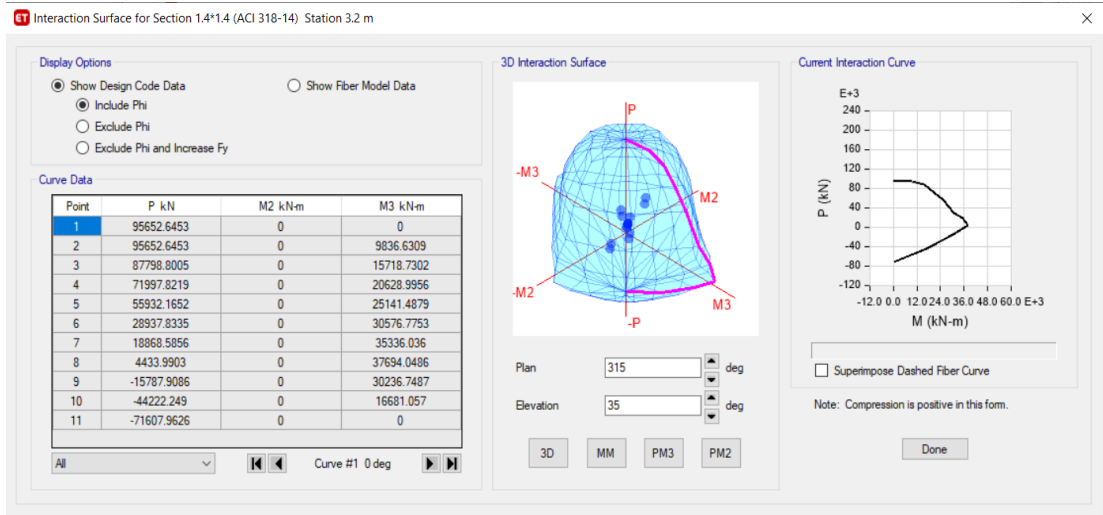 ET Interaction Surface for Section 1.4*1.4 (ACI 318-14) Station 3.2 m
Display Options
Show Design Code Data
Show Fiber Model Data
Include Phi
Exclude Phi
Exclude Phi and Increase Fy
Curve Data
Point P kN M2 kN-m M3 kN-m
1 95652.6453 0 0
2 95652.6453 0 9836.6309
3 87798.8005 0 15718.7302
4 71997.8219 0 20628.9956
5 55932.1652 0 25141.4879
6 28937.8335 0 30576.7753
7 18868.5856 0 35336.036
8 4433.9903 0 37694.0486
9 -15787.9086 0 30236.7487
10 -44222.249 0 16681.057
11 -71607.9626 0 0
All
Curve #1 0 deg
3D Interaction Surface
P
-M3
M2
-M2
M3
-P
Plan 315 deg
Elevation 35 deg
3D MM PM3 PM2
Current Interaction Curve
E+3
240
200
160
120
80
40
0
-40
-80
-120
P (kN)
-12.0 0.0 12.0 24.0 36.0 48.0 60.0 E+3
M (kN-m)
Superimpose Dashed Fiber Curve
Note: Compression is positive in this form.
Done